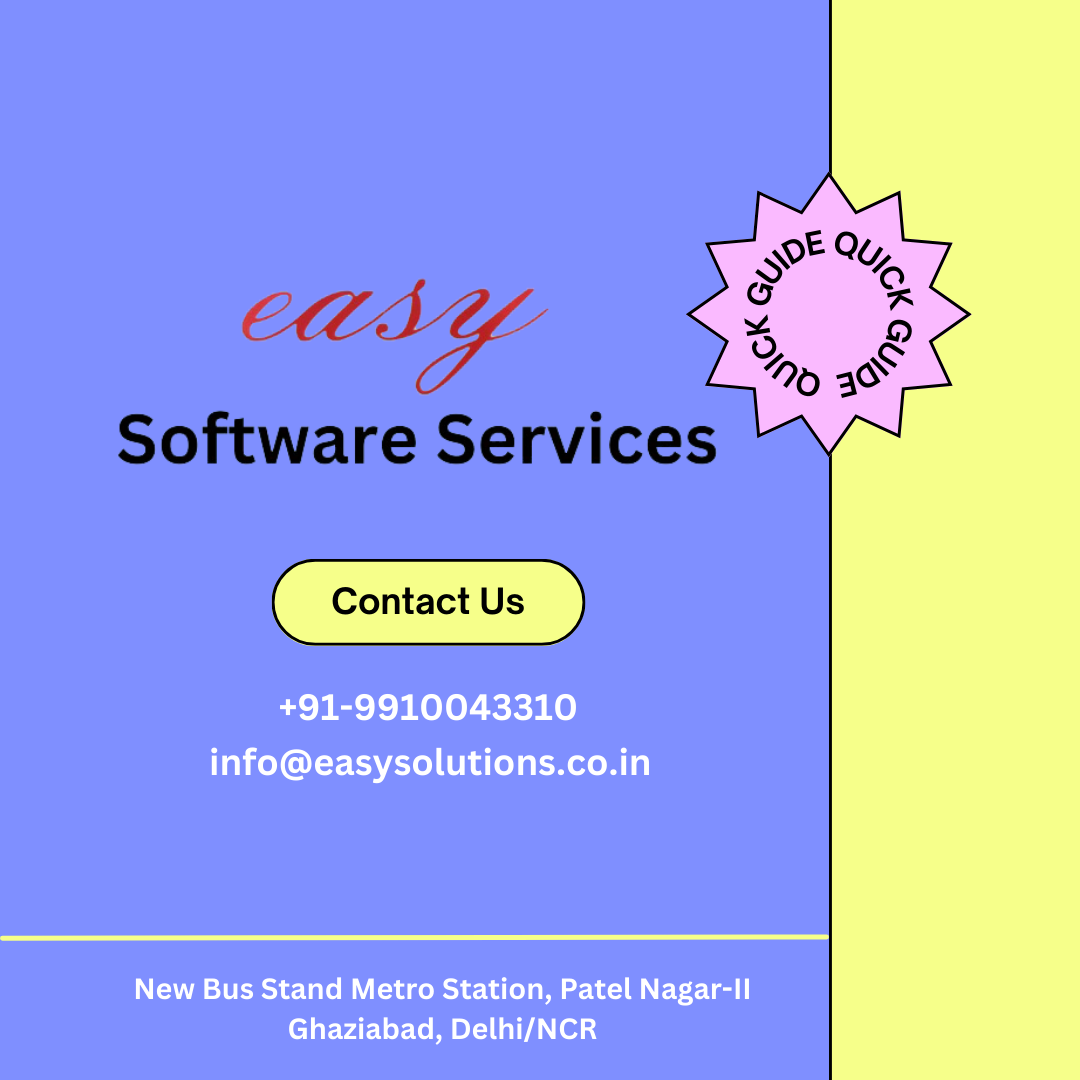 QUICK GUIDE QUICK GUIDE
easy
Software Services
Contact Us
+91-9910043310
info@easysolutions.co.in
New Bus Stand Metro Station, Patel Nagar-II
Ghaziabad, Delhi/NCR